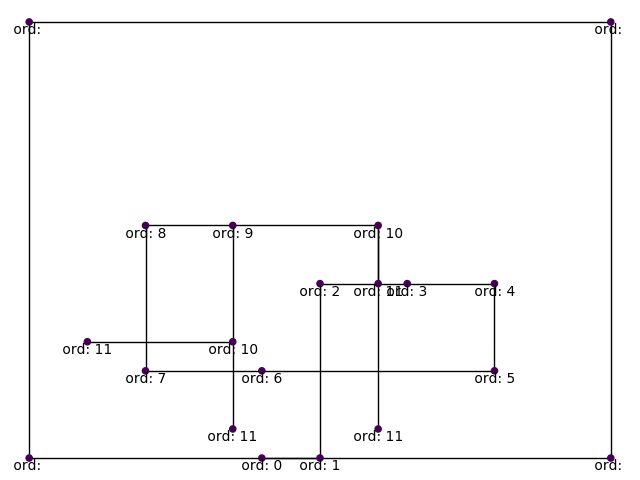 ord:
ord:
ord: 8
ord: 9
ord: 10
ord: 2
ord: 11
ord: 3
ord: 4
ord: 11
ord: 10
ord: 7
ord: 6
ord: 5
ord: 11
ord: 11
ord:
ord: 0
ord: 1
ord: